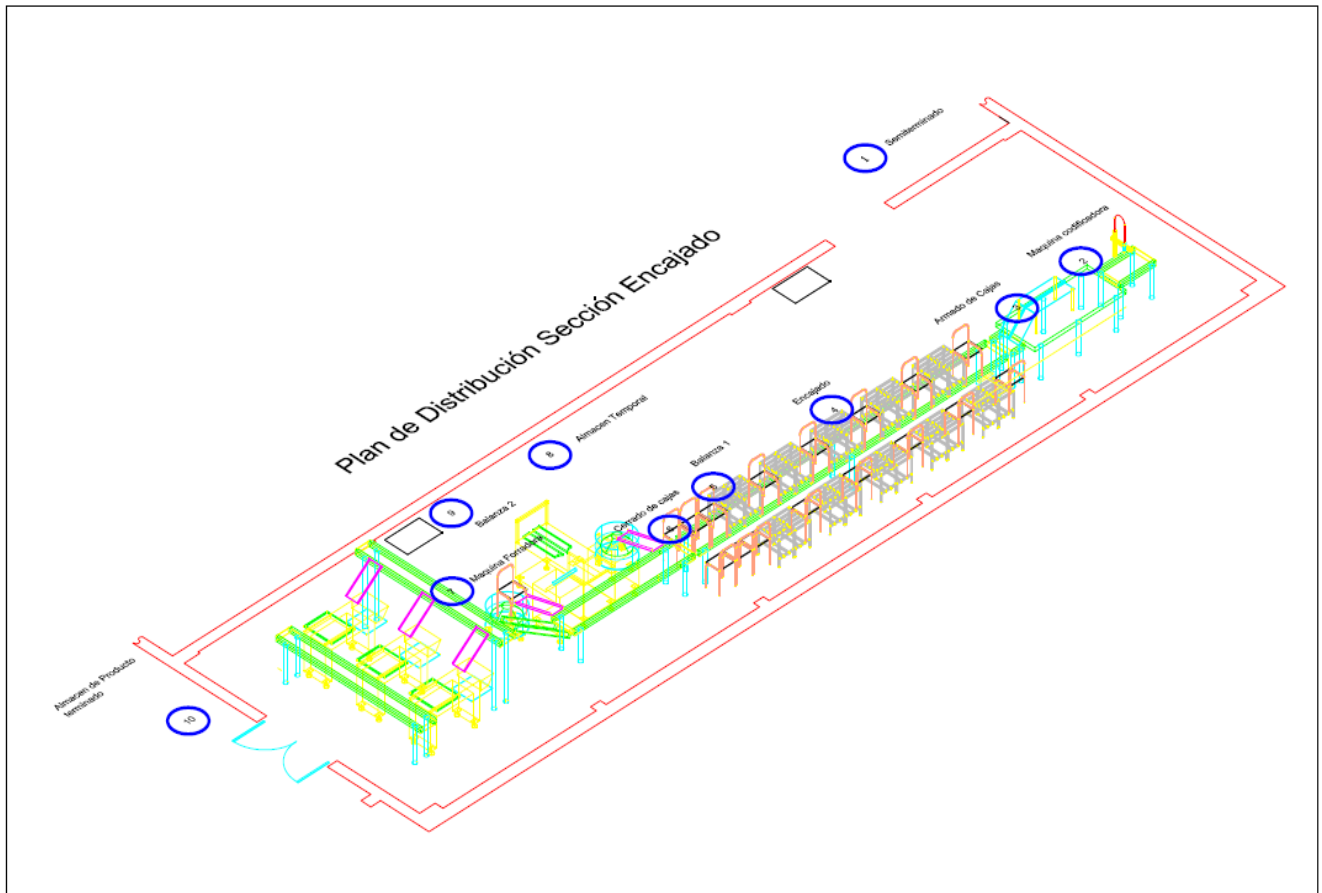 Plan de Distribución Sección Encajado
1
Semiterminado
2
Maquina codificadora
3
Armado de Cajas
4
Encajado
5
Balanza 1
6
Cerrado de cajas
7
Maquina Forradora
8
Almacen Temporal
9
Balanza 2
10
Almacen de Producto
terminado